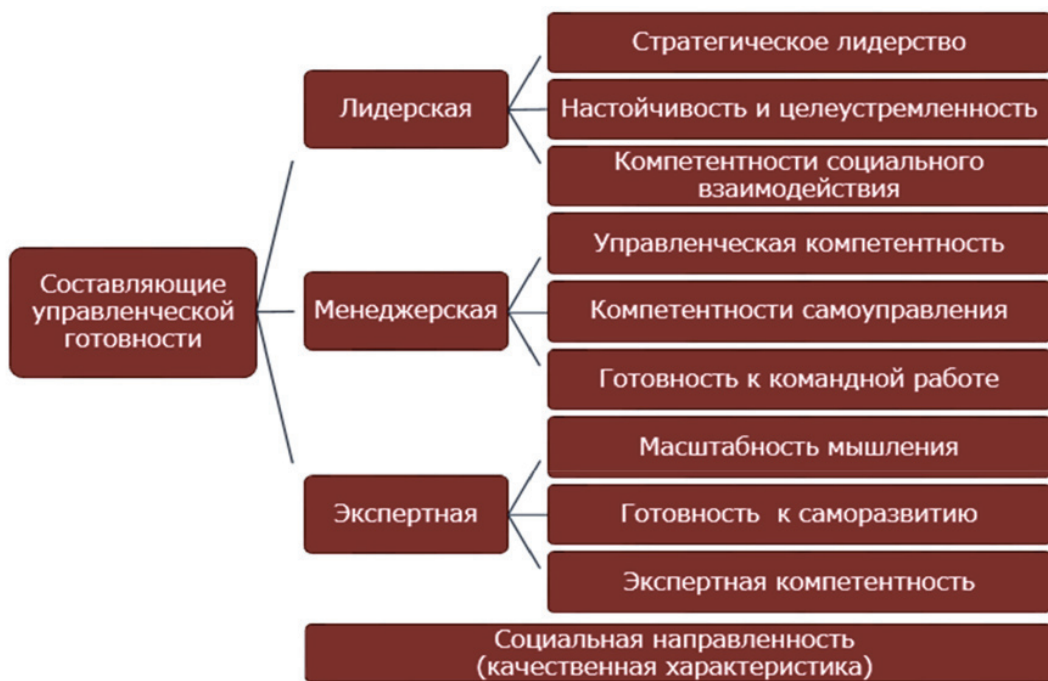 Составляющие
управленческой
готовности
Лидерская
Стратегическое лидерство
Настойчивость и целеустремленность
Компетентности социального
взаимодействия
Менеджерская
Управленческая компетентность
Компетентности самоуправления
Готовность к командной работе
Экспертная
Масштабность мышления
Готовность к саморазвитию
Экспертная компетентность
Социальная направленность
(качественная характеристика)